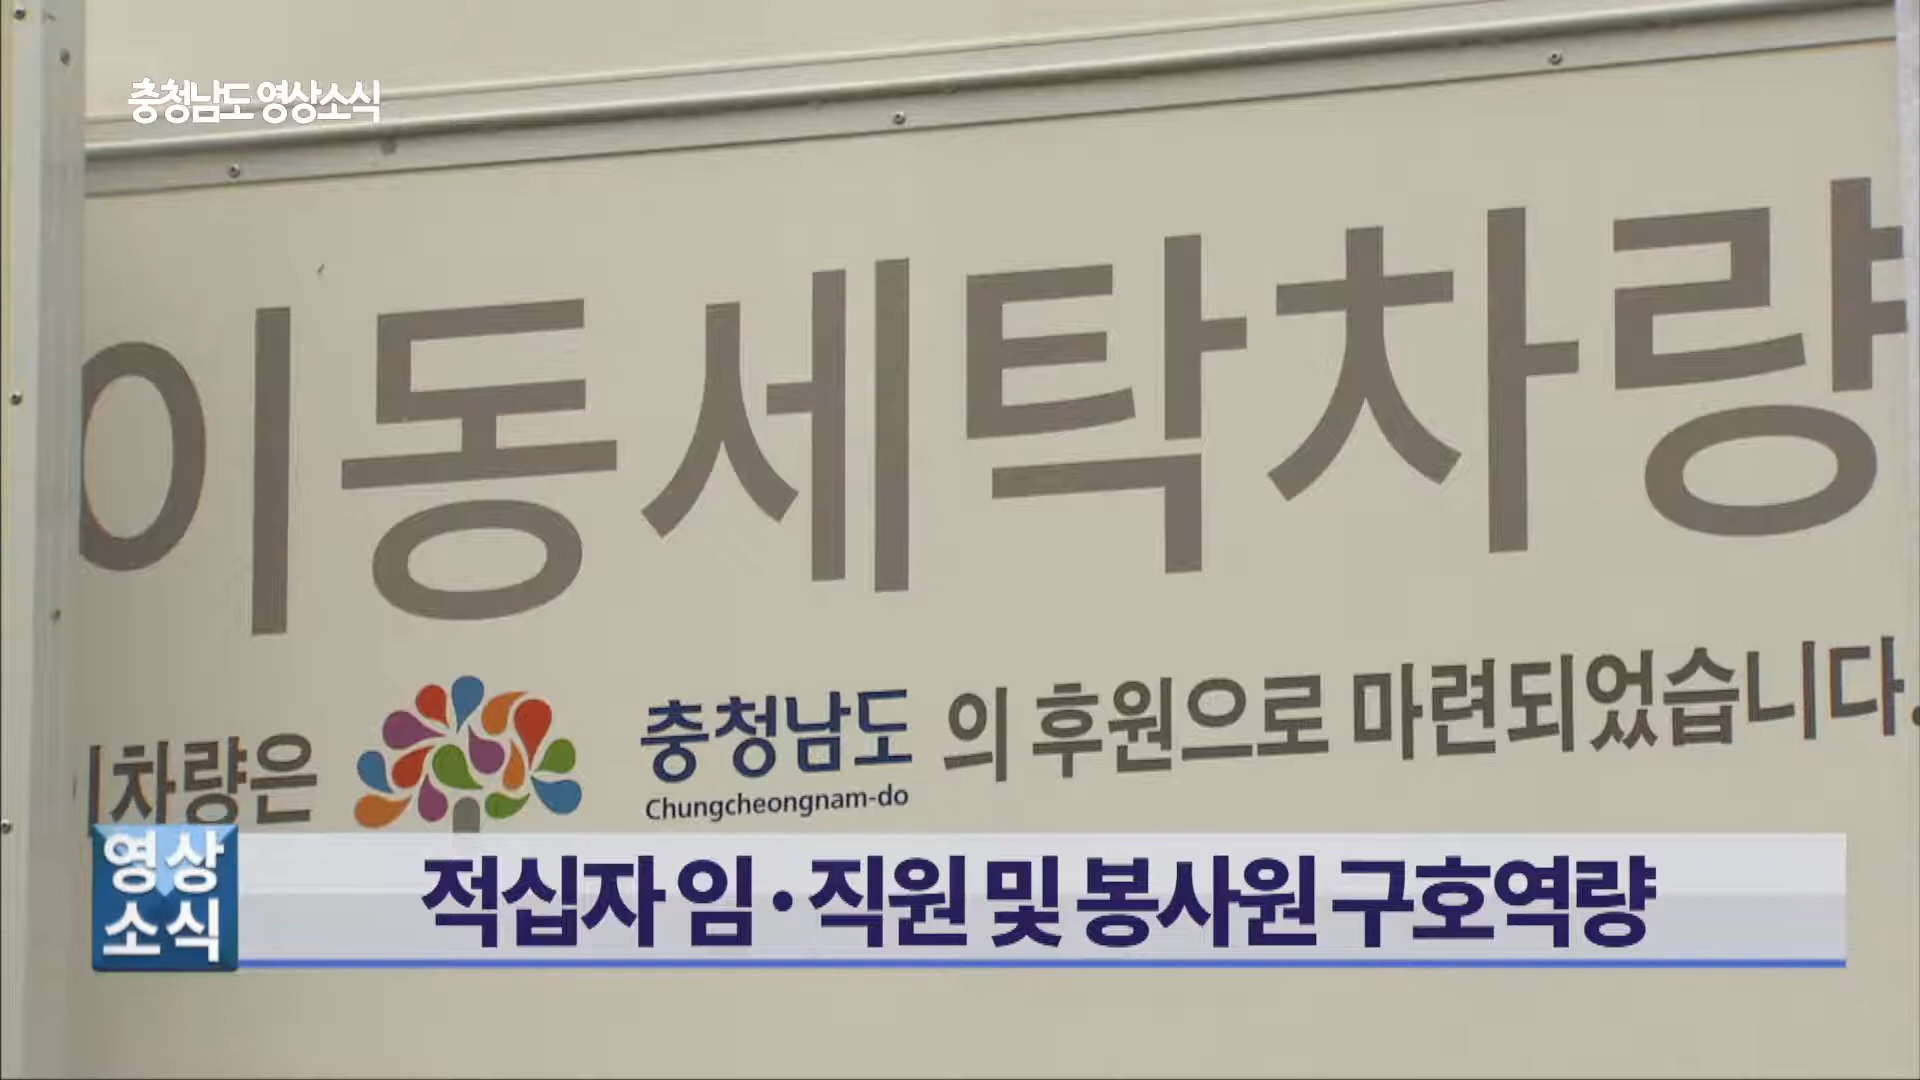 충청남도 영상소식
이동세탁차량
이 차량은 충청남도 의 후원으로 마련되었습니다.
Chungcheongnam-do
영상
소식
적십자 임·직원 및 봉사원 구호역량